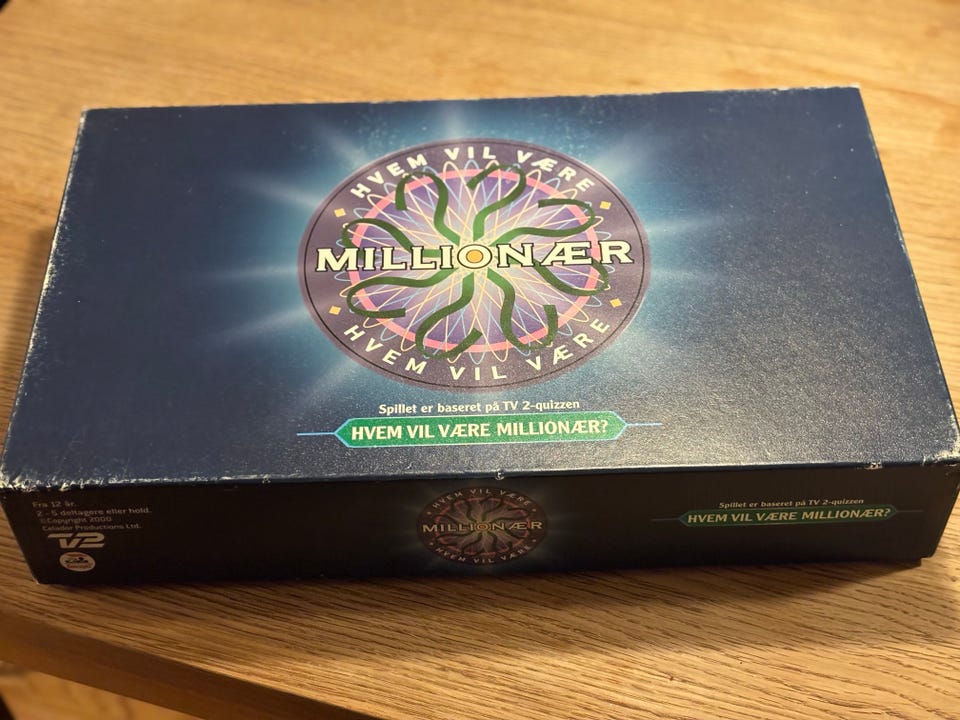 HVEM VIL VÆRE
MILLIONÆR
HVEM VIL VÆRE
Spillet er baseret på TV 2-quizzen
HVEM VIL VÆRE MILLIONÆR?
Fra 12 år.
2 - 5 deltagere eller hold.
©Copyright 2000
Celador Productions Ltd.
TV2
HVEM VIL VÆRE
MILLIONÆR
HVEM VIL VÆRE
Spillet er baseret på TV 2-quizzen
HVEM VIL VÆRE MILLIONÆR?